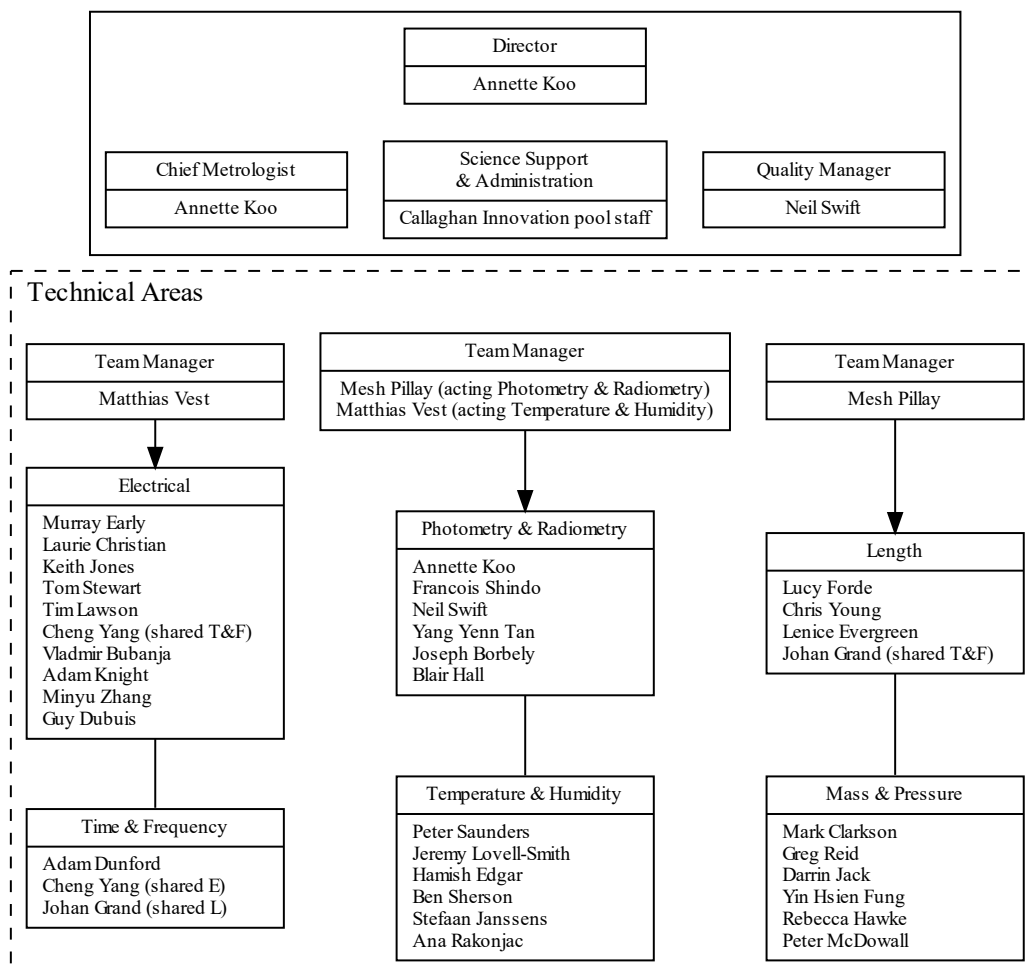 Director
Annette Koo
Chief Metrologist
Annette Koo
Science Support
& Administration
Callaghan Innovation pool staff
Quality Manager
Neil Swift
Technical Areas
Team Manager
Matthias Vest
Electrical
Murray Early
Laurie Christian
Keith Jones
Tom Stewart
Tim Lawson
Cheng Yang (shared T&F)
Vladmir Bubanja
Adam Knight
Minyu Zhang
Guy Dubuis
Time & Frequency
Adam Dunford
Cheng Yang (shared E)
Johan Grand (shared L)
Team Manager
Mesh Pillay (acting Photometry & Radiometry)
Matthias Vest (acting Temperature & Humidity)
Photometry & Radiometry
Annette Koo
Francois Shindo
Neil Swift
Yang Yenn Tan
Joseph Borbely
Blair Hall
Temperature & Humidity
Peter Saunders
Jeremy Lovell-Smith
Hamish Edgar
Ben Sherson
Stefaan Janssens
Ana Rakonjac
Team Manager
Mesh Pillay
Length
Lucy Forde
Chris Young
Lenice Evergreen
Johan Grand (shared T&F)
Mass & Pressure
Mark Clarkson
Greg Reid
Darrin Jack
Yin Hsien Fung
Rebecca Hawke
Peter McDowall